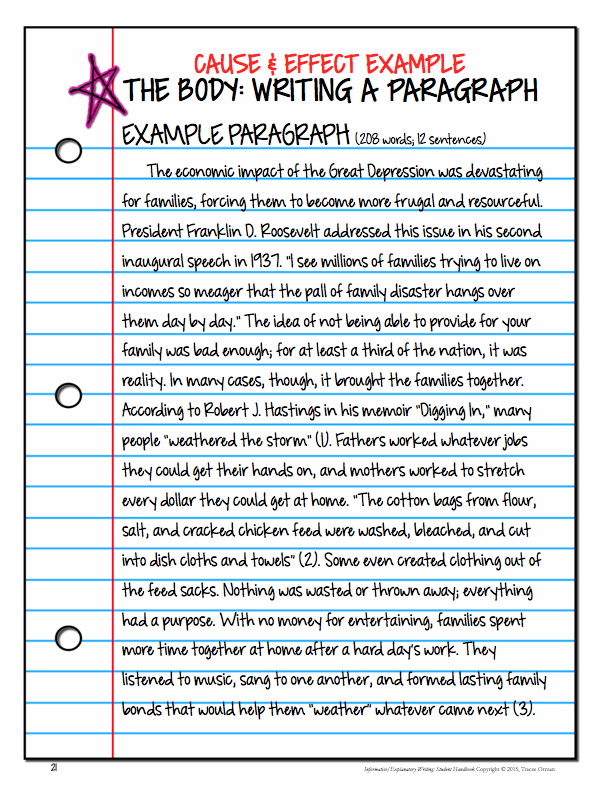 CAUSE & EFFECT EXAMPLE
THE BODY: WRITING A PARAGRAPH
EXAMPLE PARAGRAPH (208 words; 12 sentences)
The economic impact of the Great Depression was devastating
for families, forcing them to become more frugal and resourceful.
President Franklin D. Roosevelt addressed this issue in his second
inaugural speech in 1937. "I see millions of families trying to live on
incomes so meager that the pall of family disaster hangs over
them day by day." The idea of not being able to provide for your
family was bad enough; for at least a third of the nation, it was
reality. In many cases, though, it brought the families together.
According to Robert J. Hastings in his memoir "Digging In," many
people "weathered the storm" (1). Fathers worked whatever jobs
they could get their hands on, and mothers worked to stretch
every dollar they could get at home. "The cotton bags from flour,
salt, and cracked chicken feed were washed, bleached, and cut
into dish cloths and towels" (2). Some even created clothing out of
the feed sacks. Nothing was wasted or thrown away; everything
had a purpose. With no money for entertaining, families spent
more time together at home after a hard day's work. They
listened to music, sang to one another, and formed lasting family
bonds that would help them "weather" whatever came next (3).
21
Informative/Explanatory Writing: Student Handbook Copyright © 2015, Tracee Orman